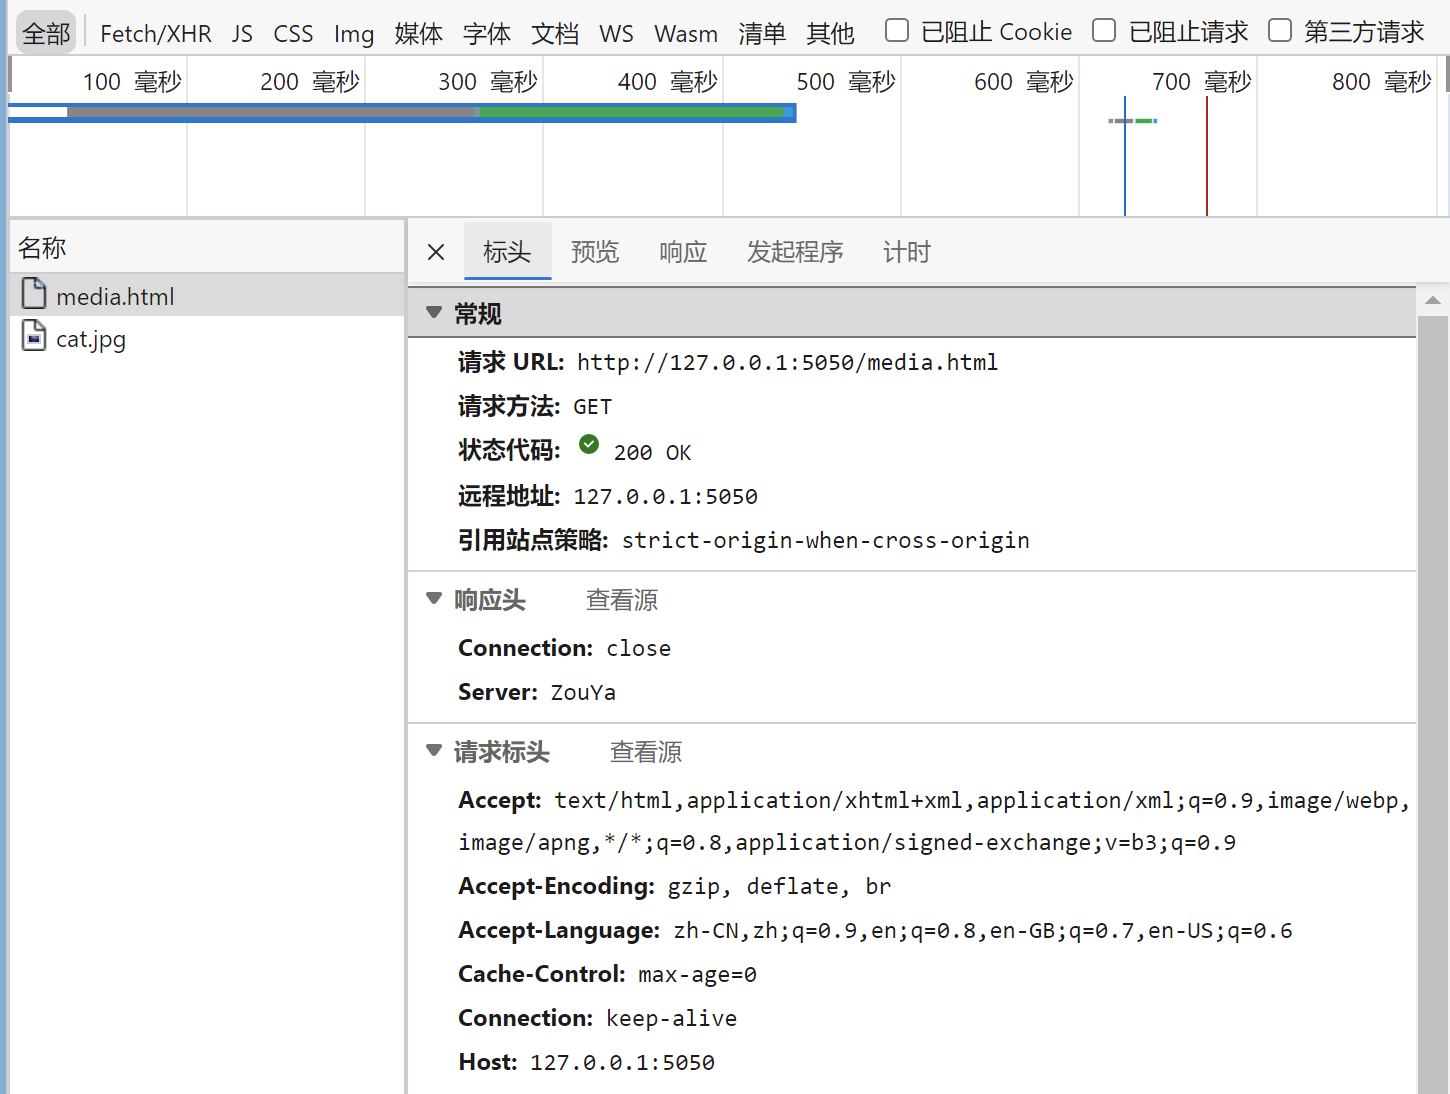 全部 Fetch/XHR JS CSS Img 媒体 字体 文档 WS Wasm 清单 其他 已阻止 Cookie 已阻止请求 第三方请求
100 毫秒 200 毫秒 300 毫秒 400 毫秒 500 毫秒 600 毫秒 700 毫秒 800 毫秒
名称
media.html
cat.jpg
标头 预览 响应 发起程序 计时
常规
请求 URL: http://127.0.0.1:5050/media.html
请求方法: GET
状态代码: 200 OK
远程地址: 127.0.0.1:5050
引用站点策略: strict-origin-when-cross-origin
响应头 查看源
Connection: close
Server: ZouYa
请求标头 查看源
Accept: text/html,application/xhtml+xml,application/xml;q=0.9,image/webp,
image/apng,*/*;q=0.8,application/signed-exchange;v=b3;q=0.9
Accept-Encoding: gzip, deflate, br
Accept-Language: zh-CN,zh;q=0.9,en;q=0.8,en-GB;q=0.7,en-US;q=0.6
Cache-Control: max-age=0
Connection: keep-alive
Host: 127.0.0.1:5050